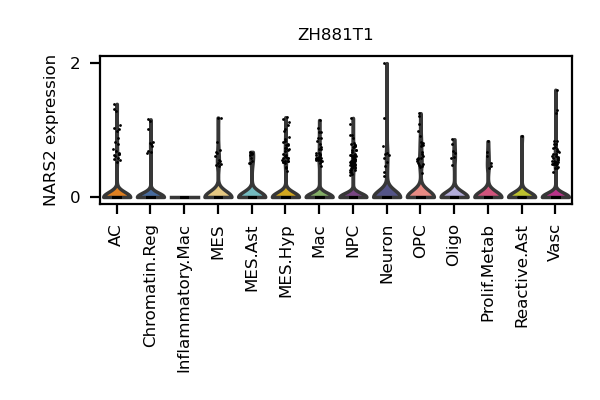 ZH881T1
NARS2 expression
2
0
AC
Chromatin.Reg
Inflammatory.Mac
MES
MES.Ast
MES.Hyp
Mac
NPC
Neuron
OPC
Oligo
Prolif.Metab
Reactive.Ast
Vasc